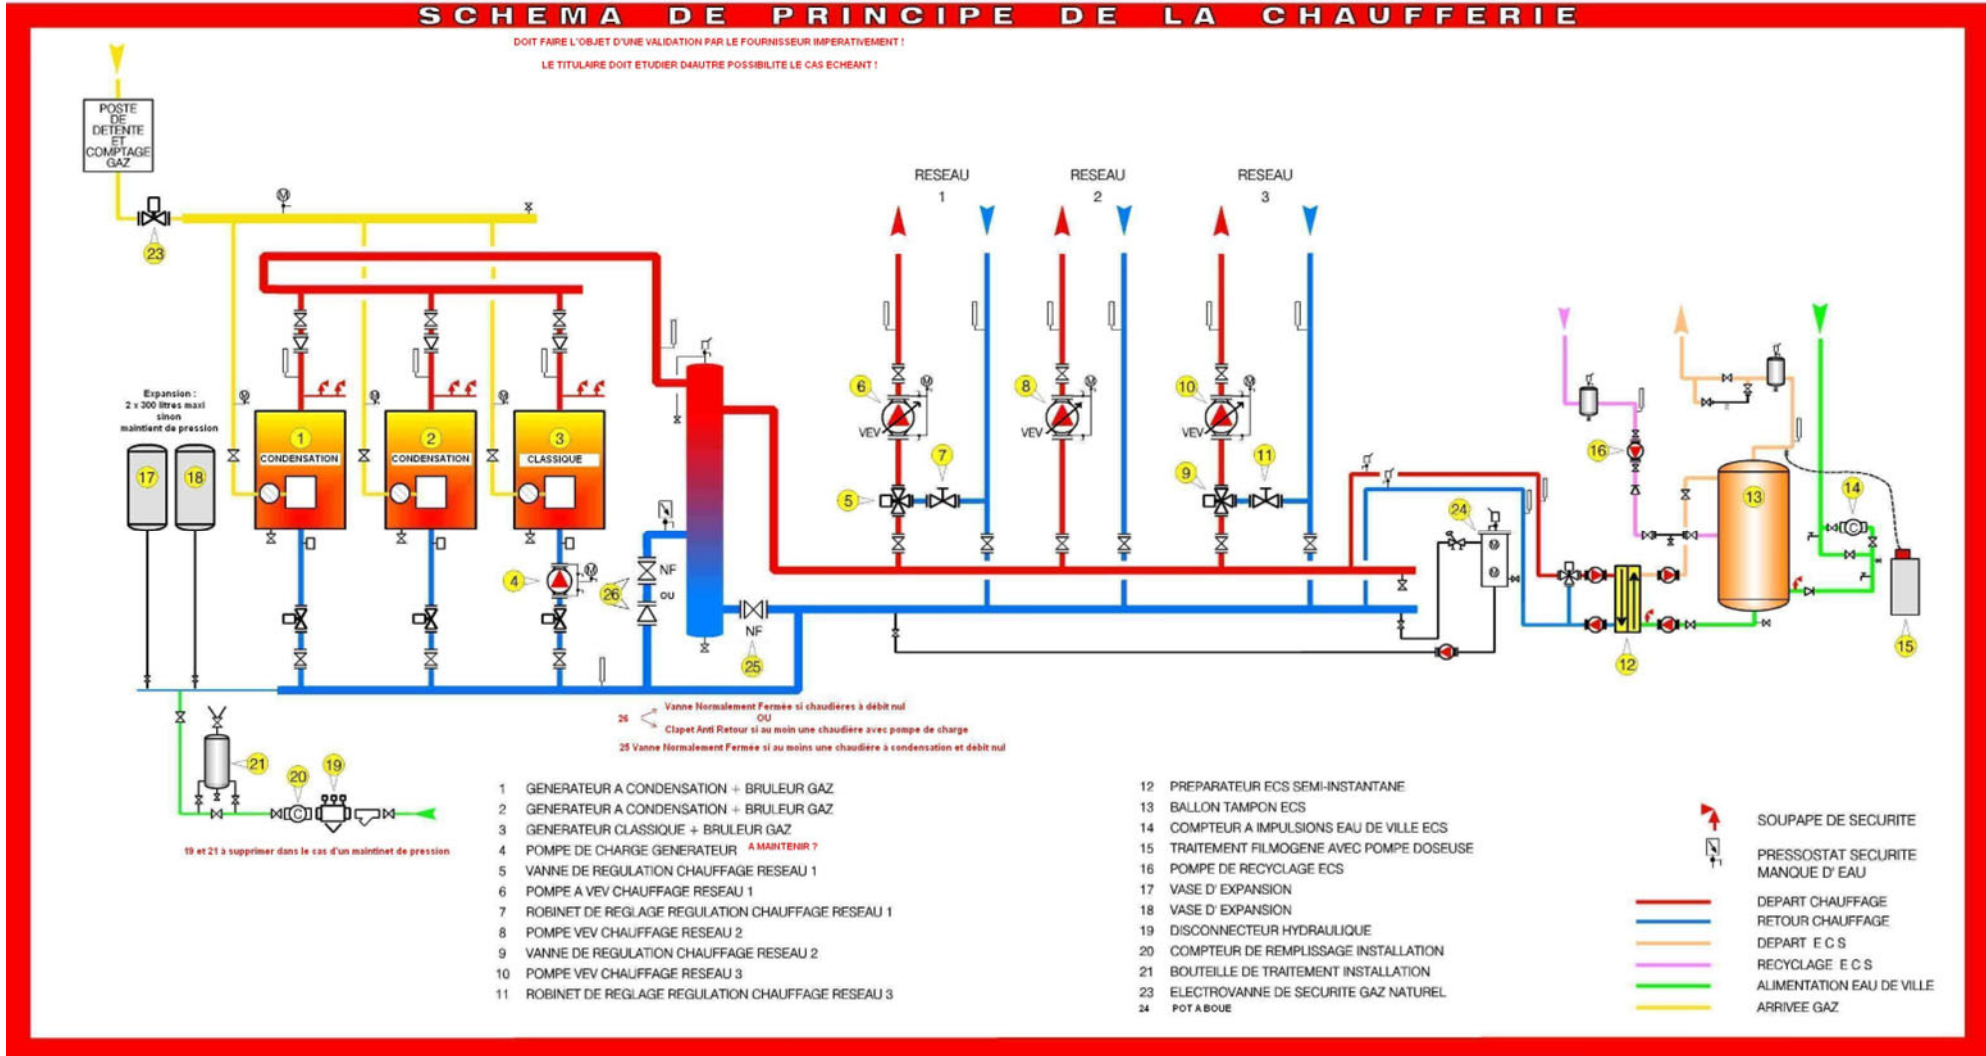 SCHEMA DE PRINCIPE DE LA CHAUFFERIE
DOIT FAIRE L'OBJET D'UNE VALIDATION PAR LE FOURNISSEUR IMPERATIVEMENT !
LE TITULAIRE DOIT ETUDIER D4AUTRE POSSIBILITE LE CAS ECHEANT !
POSTE
DE
DETENTE
ET
COMPTAGE
GAZ
23
M
RESEAU
1
RESEAU
2
RESEAU
3
Expansion :
2 x 300 litres maxi
sinon
maintient de pression
17
18
M
M
M
1
CONDENSATION
2
CONDENSATION
3
CLASSIQUE
4
M
26
NF
OU
NF
25
6
M
VEV
8
M
VEV
10
M
VEV
5
7
9
11
24
M
M
16
13
14
C
12
15
21
20
19
C
19 et 21 à supprimer dans le cas d'un maintinet de pression
26
Vanne Normalement Fermée si chaudières à débit nul
OU
Clapet Anti Retour si au moin une chaudière avec pompe de charge
25 Vanne Normalement Fermée si au moins une chaudière à condensation et débit nul
1 GENERATEUR A CONDENSATION + BRULEUR GAZ
2 GENERATEUR A CONDENSATION + BRULEUR GAZ
3 GENERATEUR CLASSIQUE + BRULEUR GAZ
4 POMPE DE CHARGE GENERATEUR A MAINTENIR ?
5 VANNE DE REGULATION CHAUFFAGE RESEAU 1
6 POMPE A VEV CHAUFFAGE RESEAU 1
7 ROBINET DE REGLAGE REGULATION CHAUFFAGE RESEAU 1
8 POMPE VEV CHAUFFAGE RESEAU 2
9 VANNE DE REGULATION CHAUFFAGE RESEAU 2
10 POMPE VEV CHAUFFAGE RESEAU 3
11 ROBINET DE REGLAGE REGULATION CHAUFFAGE RESEAU 3
12 PREPARATEUR ECS SEMI-INSTANTANE
13 BALLON TAMPON ECS
14 COMPTEUR A IMPULSIONS EAU DE VILLE ECS
15 TRAITEMENT FILMOGENE AVEC POMPE DOSEUSE
16 POMPE DE RECYCLAGE ECS
17 VASE D' EXPANSION
18 VASE D' EXPANSION
19 DISCONNECTEUR HYDRAULIQUE
20 COMPTEUR DE REMPLISSAGE INSTALLATION
21 BOUTEILLE DE TRAITEMENT INSTALLATION
23 ELECTROVANNE DE SECURITE GAZ NATUREL
24 POT A BOUE
SOUPAPE DE SECURITE
PRESSOSTAT SECURITE
MANQUE D' EAU
DEPART CHAUFFAGE
RETOUR CHAUFFAGE
DEPART E C S
RECYCLAGE E C S
ALIMENTATION EAU DE VILLE
ARRIVEE GAZ